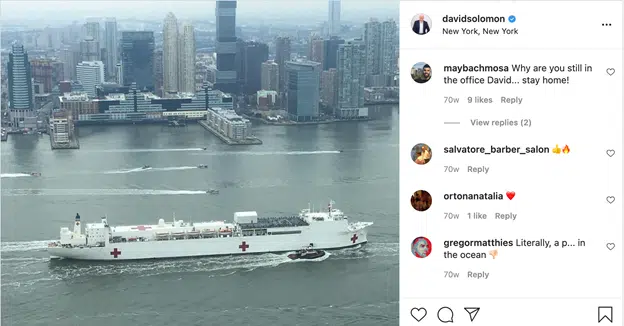 davidsolomon
New York, New York
maybachmosa Why are you still in
the office David... stay home!
70w 9 likes Reply
View replies (2)
salvatore_barber_salon 👍🔥
70w Reply
ortonanatalia ❤️
70w 1 like Reply
gregormatthies Literally, a p... in
the ocean 👎🏻
70w Reply